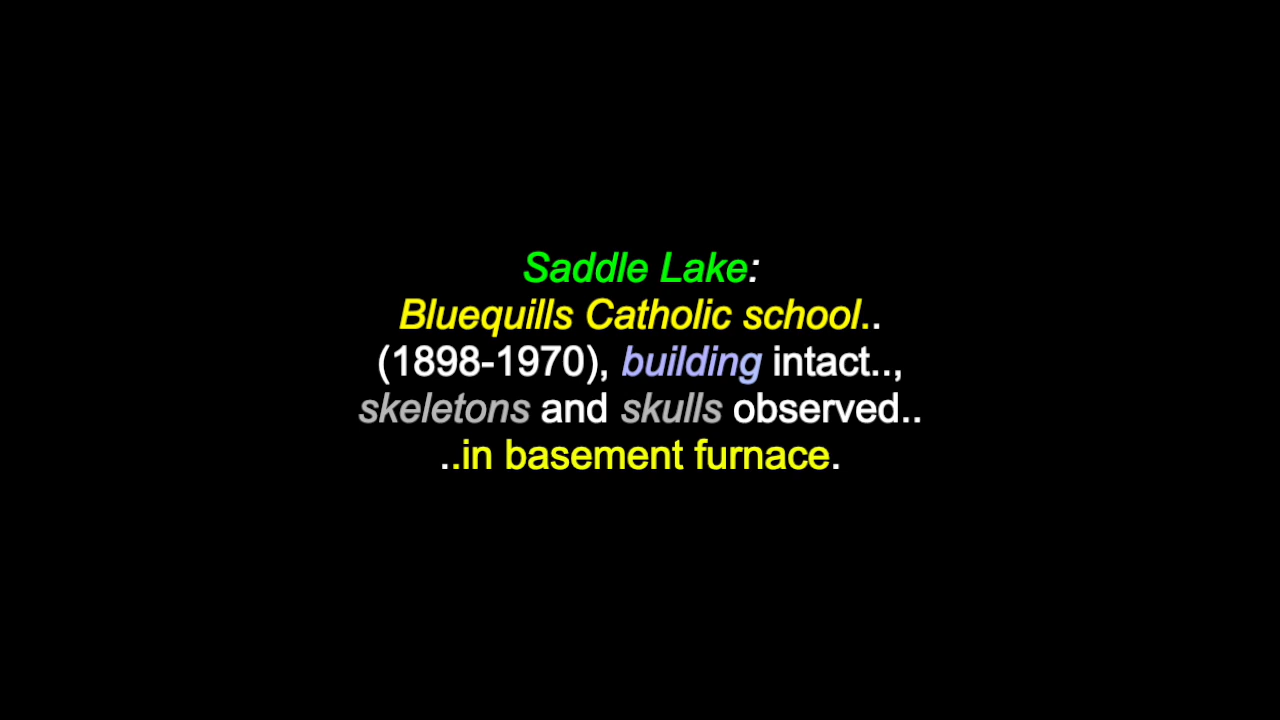 Saddle Lake:
Bluequills Catholic school..
(1898-1970), building intact..,
skeletons and skulls observed..
..in basement furnace.